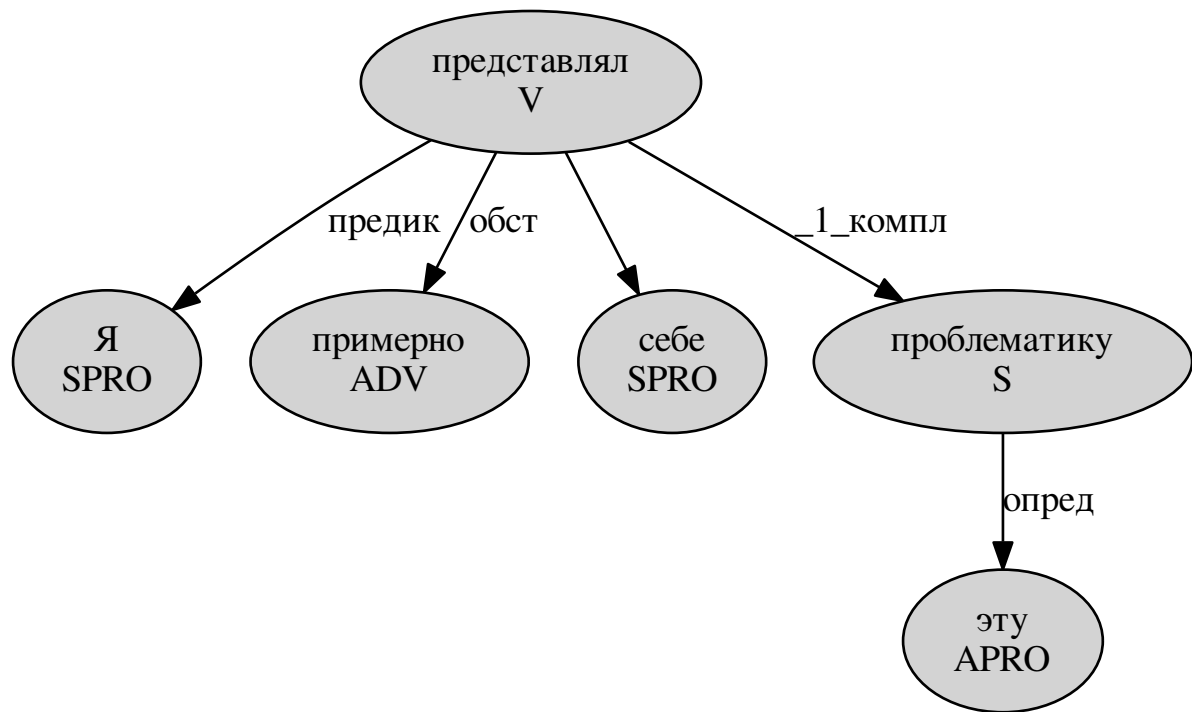 представлял
V
предик
обст
_1_компл
Я
SPRO
примерно
ADV
себе
SPRO
проблематику
S
опред
эту
APRO